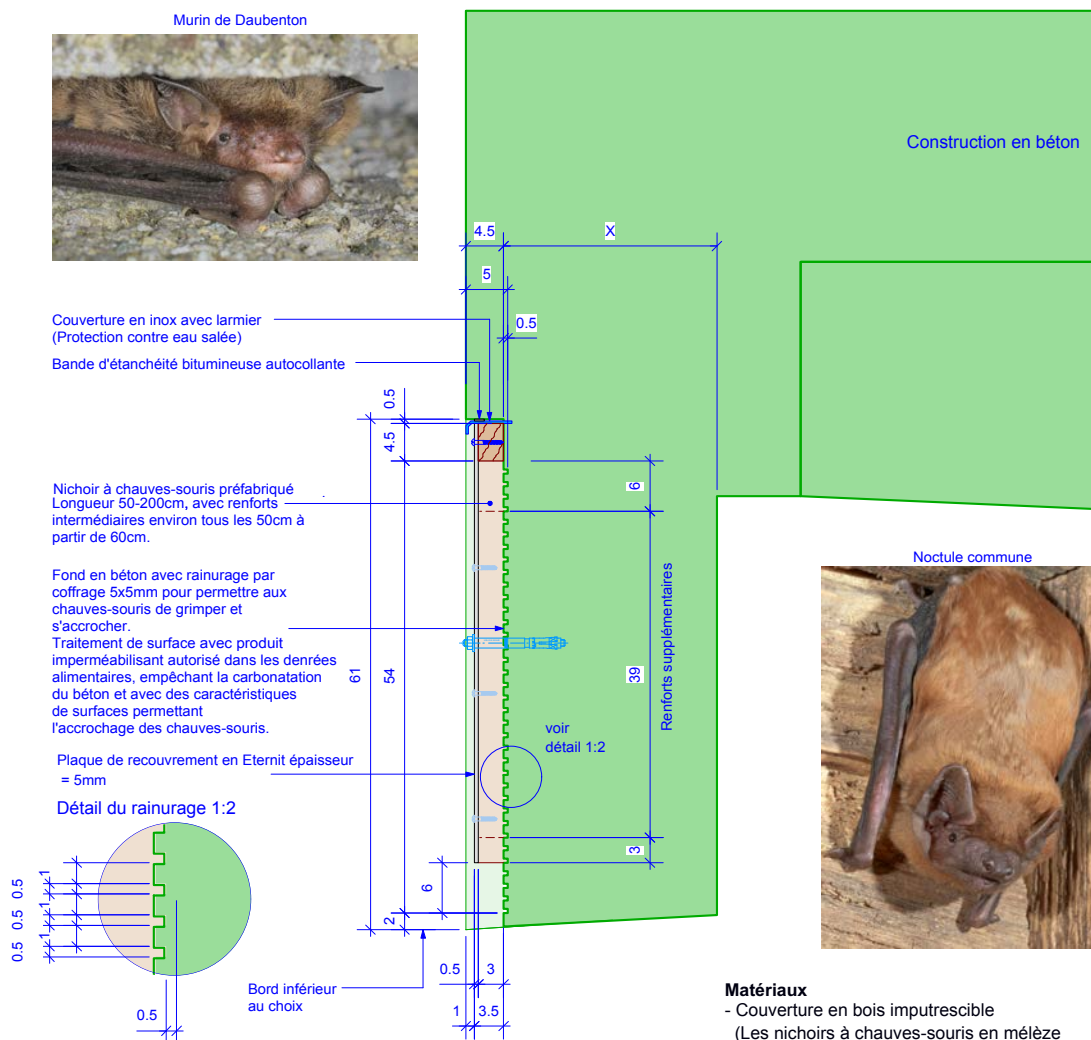 Murin de Daubenton
Construction en béton
4.5
X
5
0.5
Couverture en inox avec larmier
(Protection contre eau salée)
Bande d'étanchéité bitumineuse autocollante
0.5
4.5
6
Nichoir à chauves-souris préfabriqué
Longueur 50-200cm, avec renforts
intermédiaires environ tous les 50cm à
partir de 60cm.
Noctule commune
Fond en béton avec rainurage par
coffrage 5x5mm pour permettre aux
chauves-souris de grimper et
s'accrocher.
Traitement de surface avec produit
imperméabilisant autorisé dans les denrées
alimentaires, empêchant la carbonatation
du béton et avec des caractéristiques
de surfaces permettant
l'accrochage des chauves-souris.
61
54
39
Renforts supplémentaires
voir
détail 1:2
Plaque de recouvrement en Eternit épaisseur
= 5mm
Détail du rainurage 1:2
3
6
2
1
0.5
1
0.5
1
0.5
0.5
Bord inférieur
au choix
0.5
3
1
3.5
Matériaux
- Couverture en bois imputrescible
(Les nichoirs à chauves-souris en mélèze